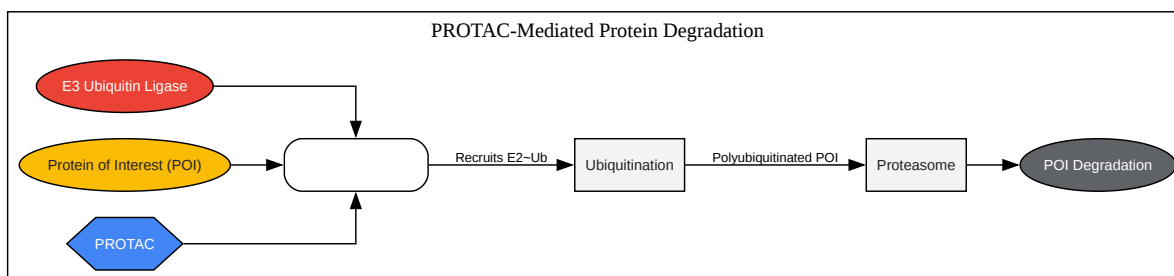 PROTAC-Mediated Protein Degradation
E3 Ubiquitin Ligase
Protein of Interest (POI)
PROTAC
Recruits E2~Ub
Ubiquitination
Polyubiquitinated POI
Proteasome
POI Degradation